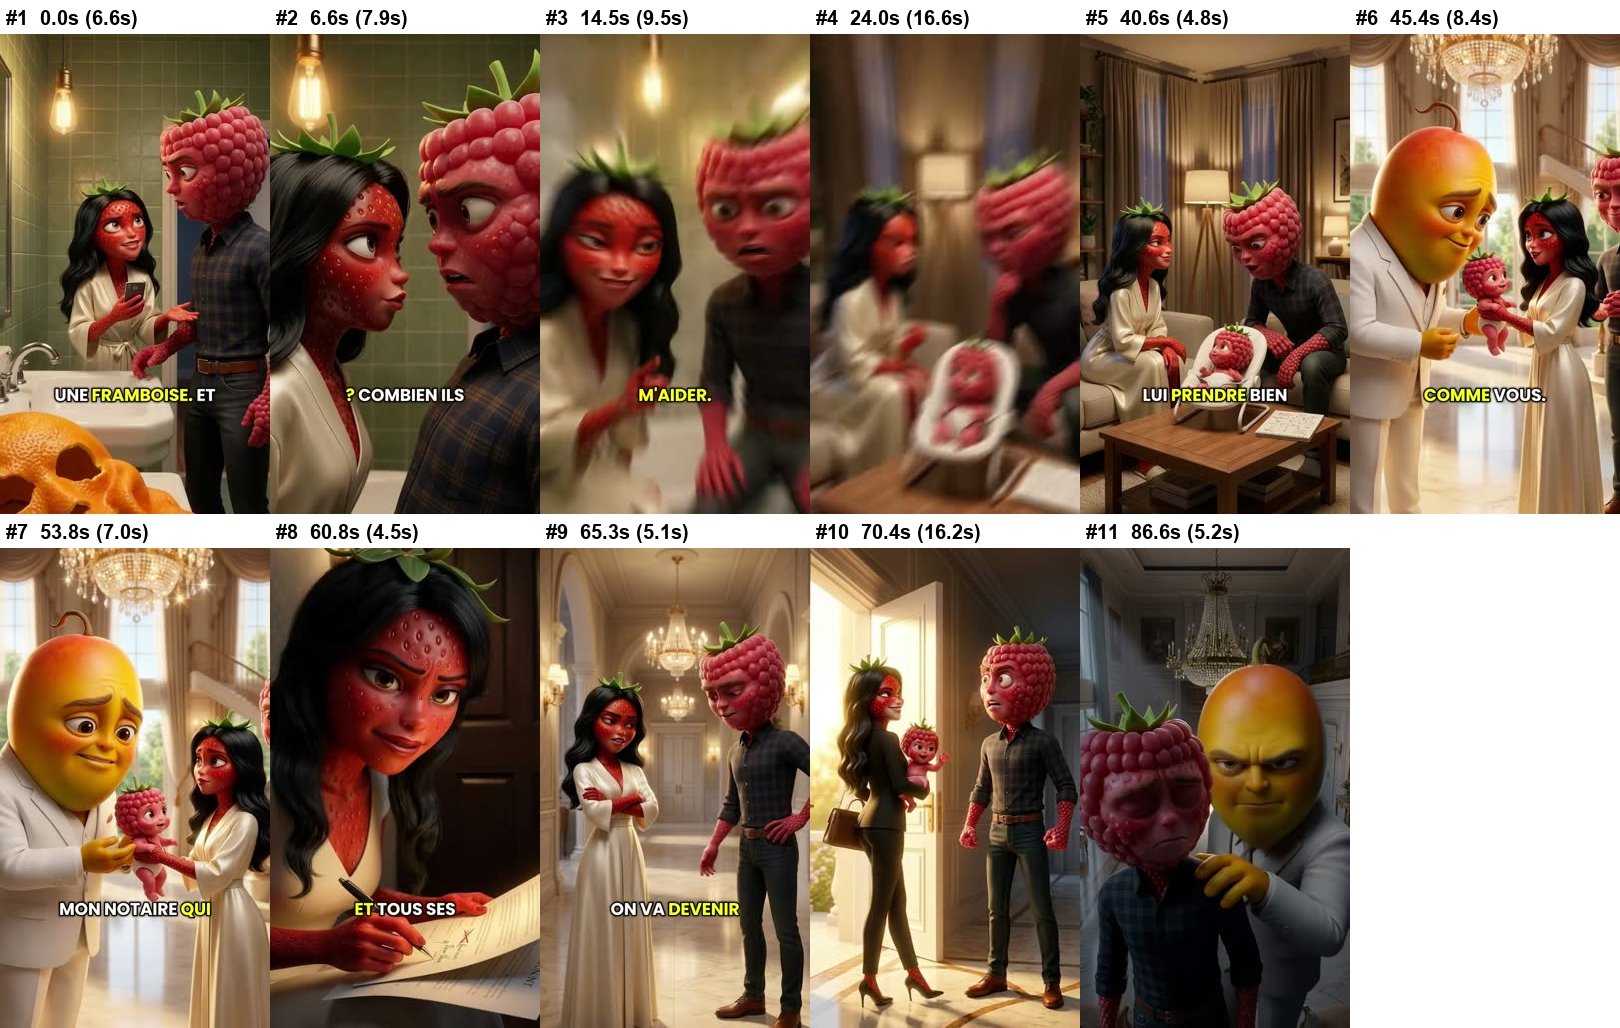 #1 0.0s (6.6s)
#2 6.6s (7.9s)
#3 14.5s (9.5s)
#4 24.0s (16.6s)
#5 40.6s (4.8s)
#6 45.4s (8.4s)
UNE FRAMBOISE. ET
? COMBIEN ILS
M'AIDER.
LUI PRENDRE BIEN
COMME VOUS.
#7 53.8s (7.0s)
#8 60.8s (4.5s)
#9 65.3s (5.1s)
#10 70.4s (16.2s)
#11 86.6s (5.2s)
MON NOTAIRE QUI
ET TOUS SES
ON VA DEVENIR